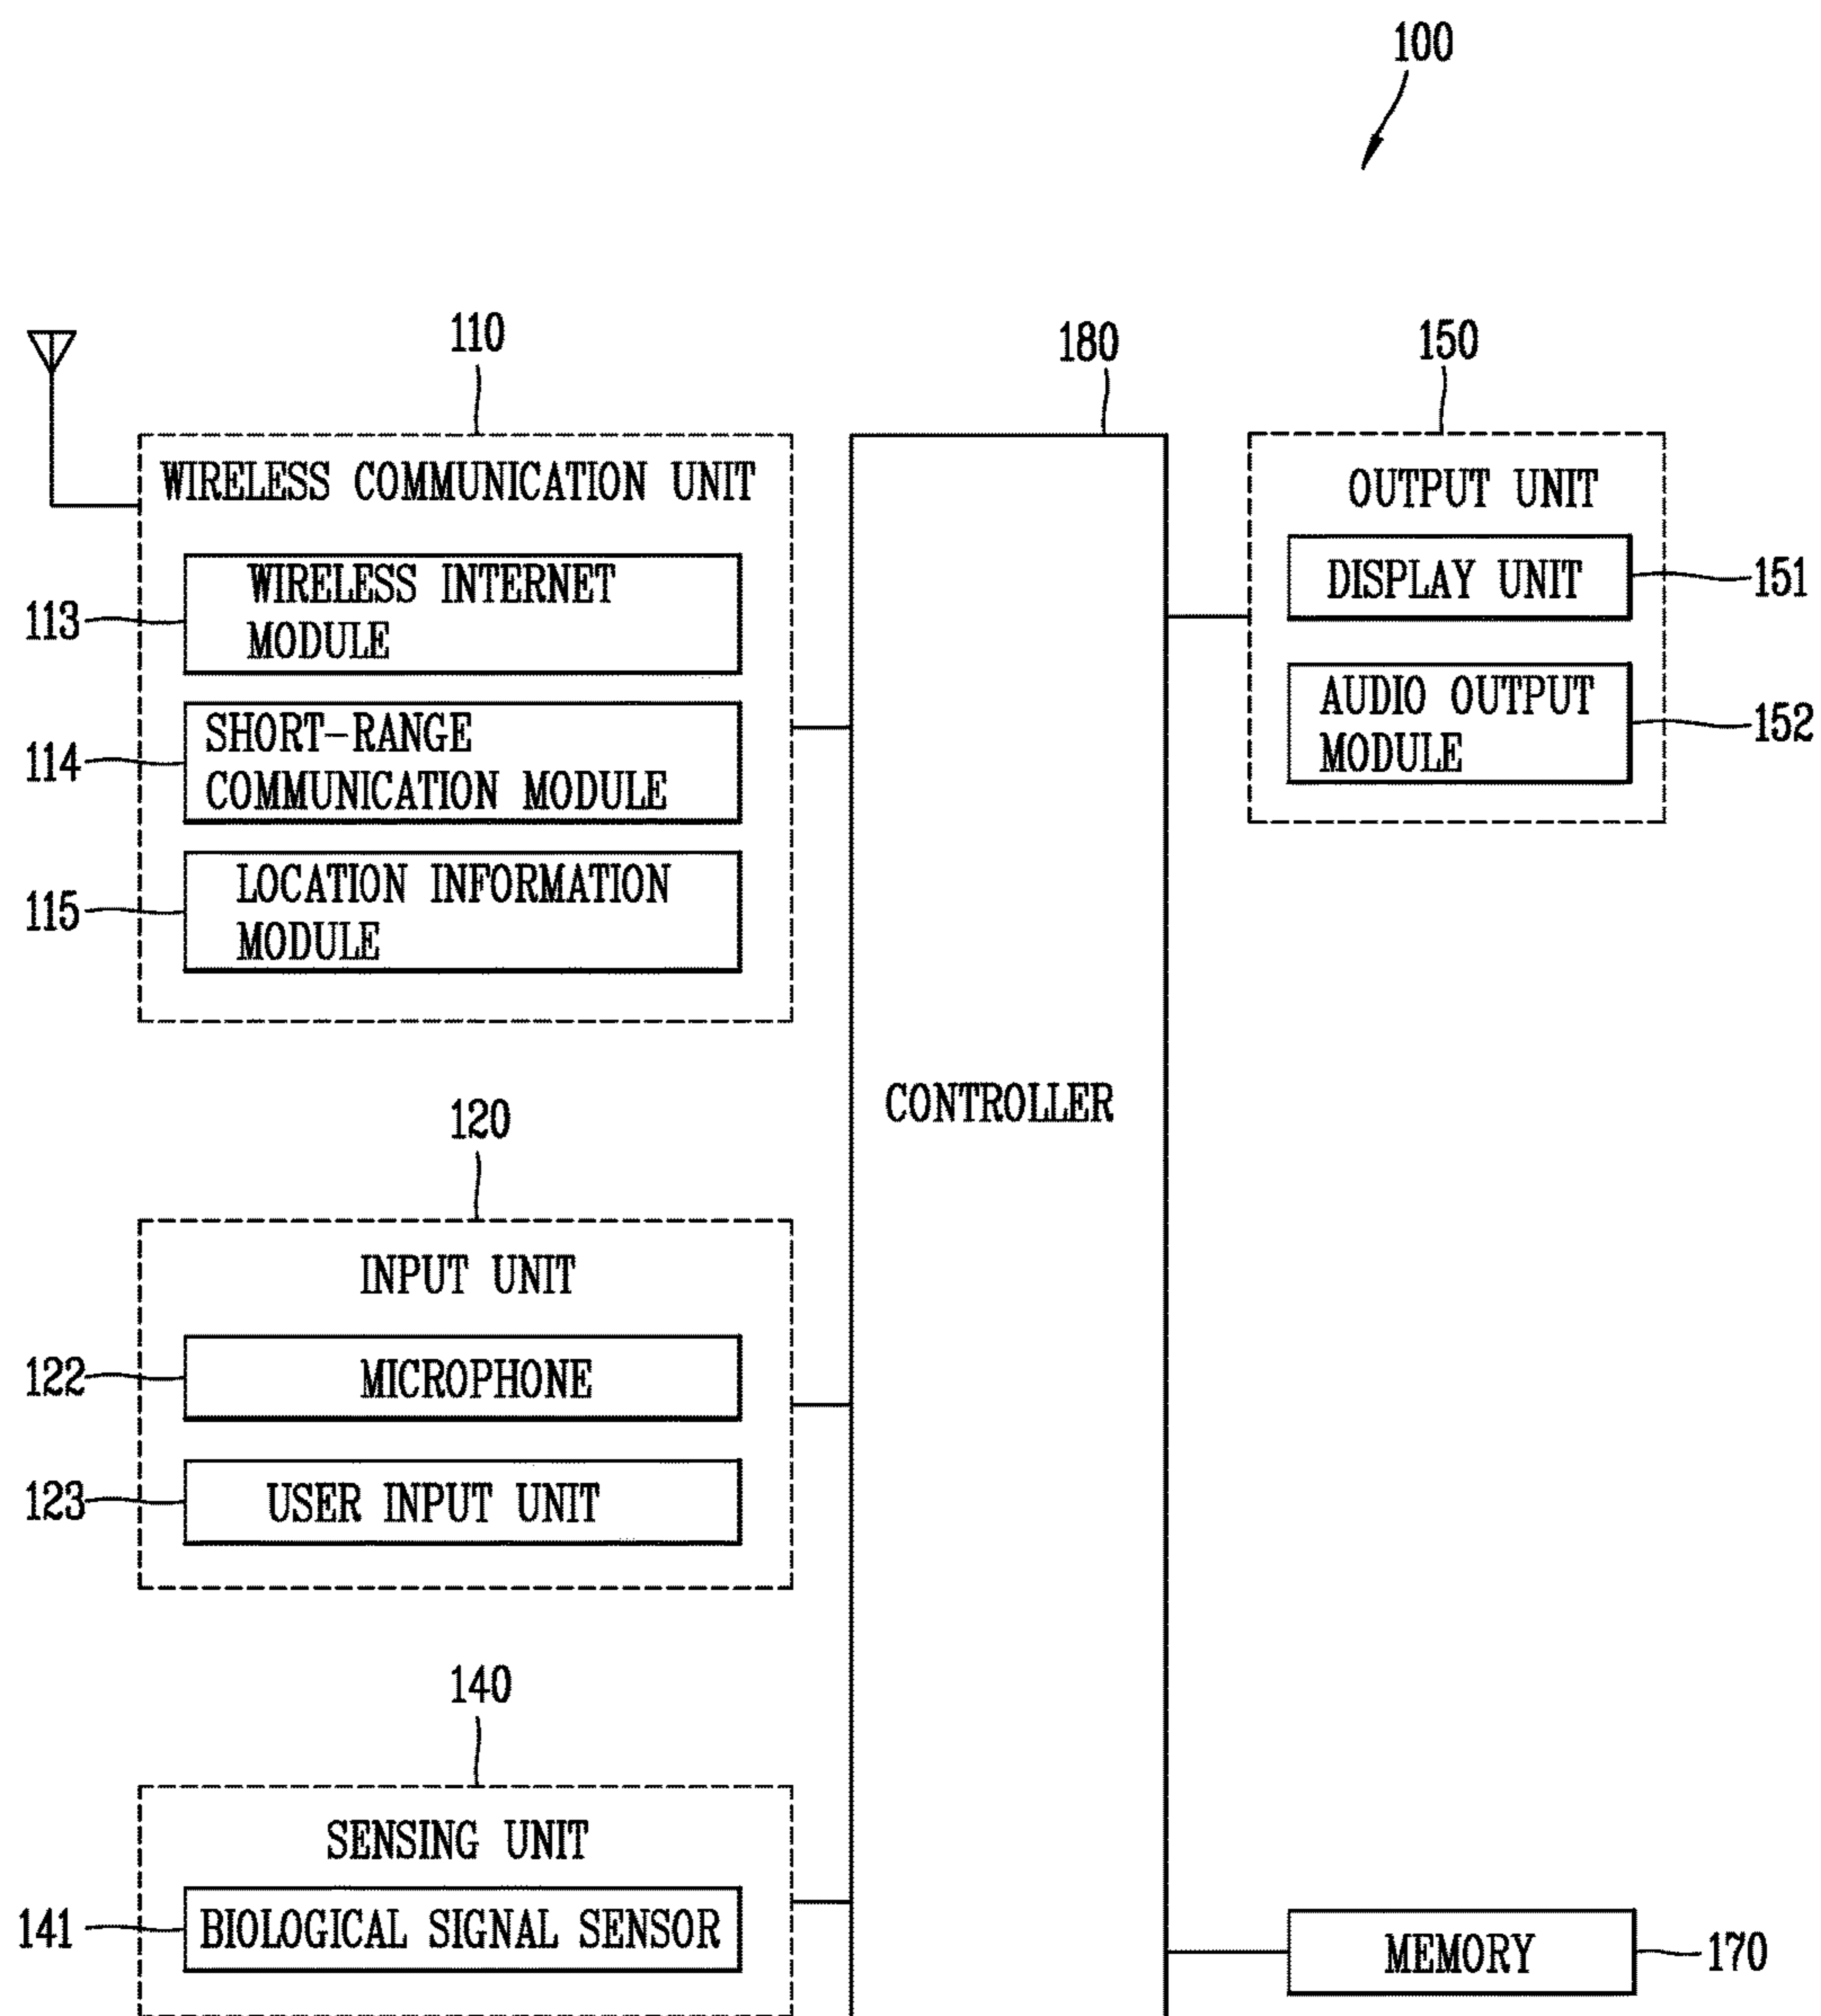 100
110
180
150
WIRELESS COMMUNICATION UNIT
OUTPUT UNIT
WIRELESS INTERNET
MODULE
113
DISPLAY UNIT
151
SHORT-RANGE
COMMUNICATION MODULE
114
AUDIO OUTPUT
MODULE
152
LOCATION INFORMATION
MODULE
115
CONTROLLER
120
INPUT UNIT
122
MICROPHONE
123
USER INPUT UNIT
140
SENSING UNIT
141
BIOLOGICAL SIGNAL SENSOR
MEMORY
170